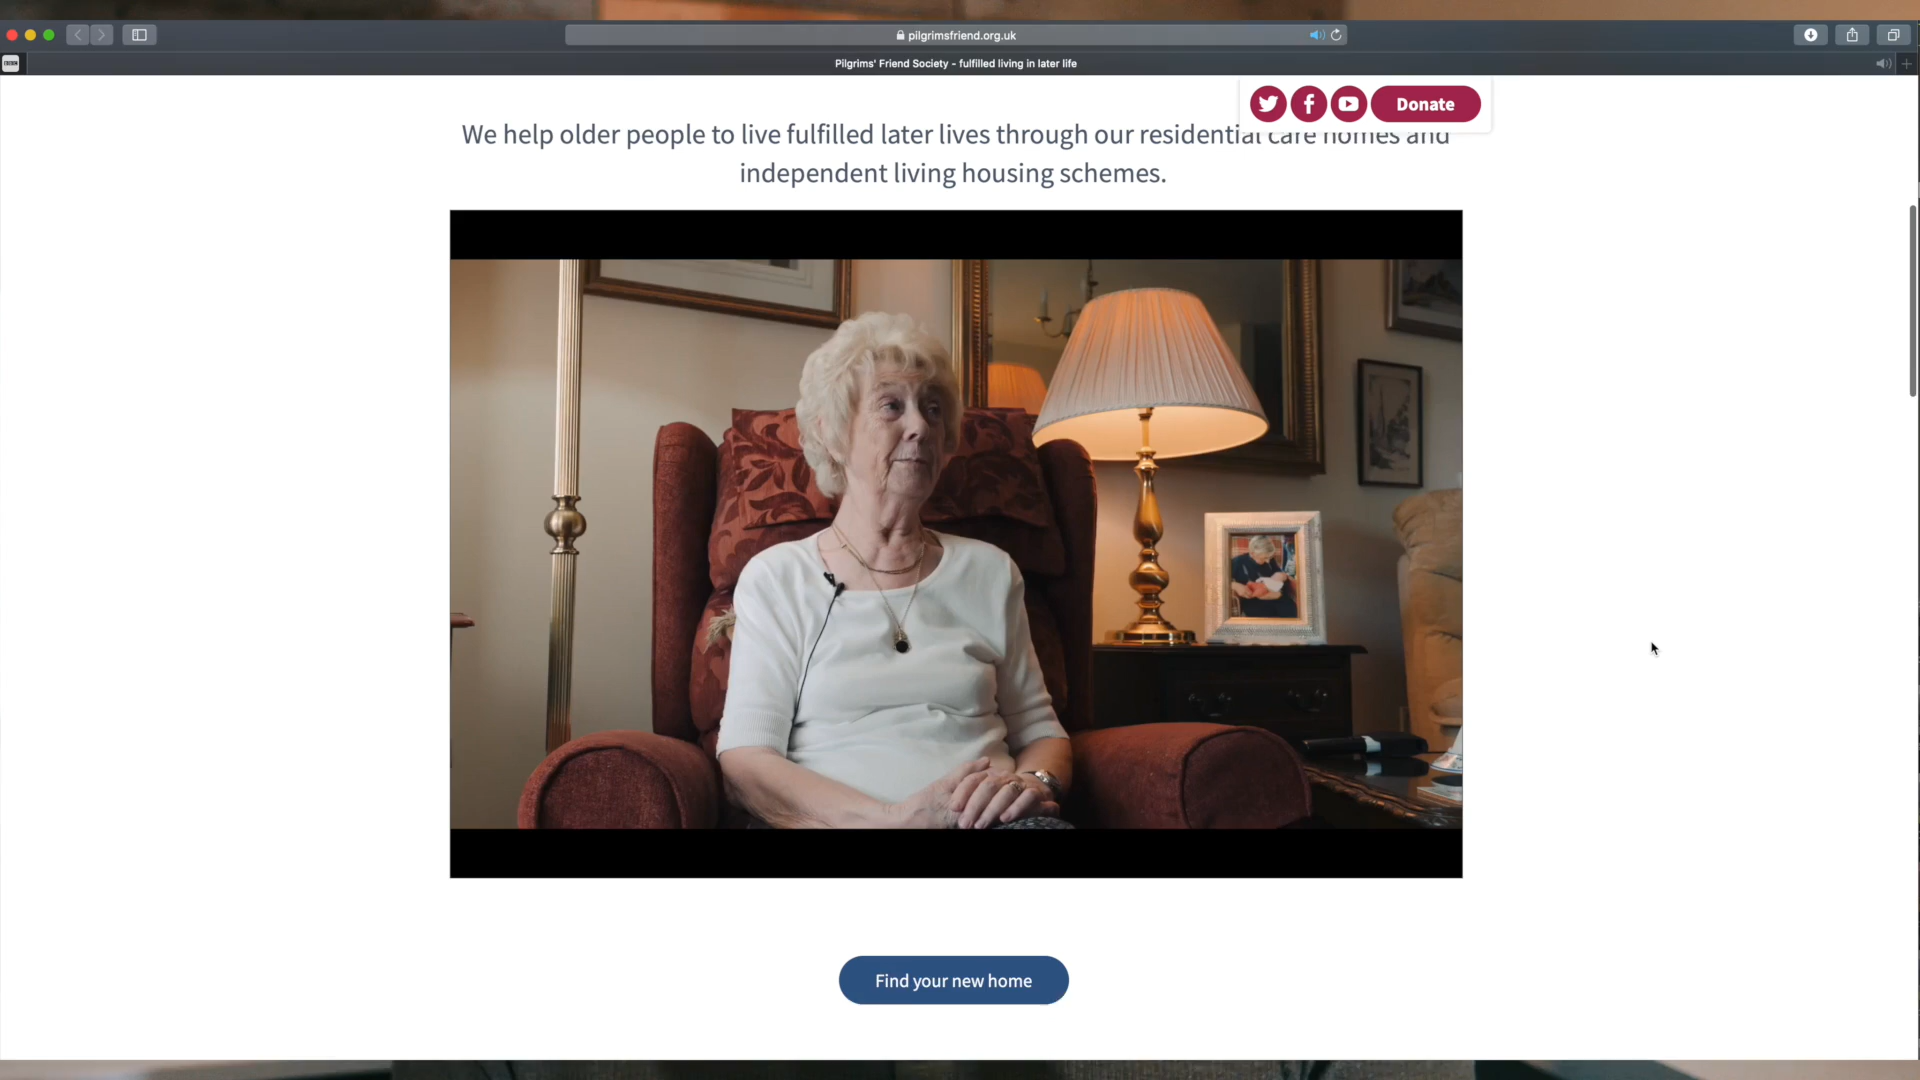 pilgrimsfriend.org.uk
Pilgrims' Friend Society - fulfilled living in later life
Donate
We help older people to live fulfilled later lives through our residential care homes and
independent living housing schemes.
Find your new home